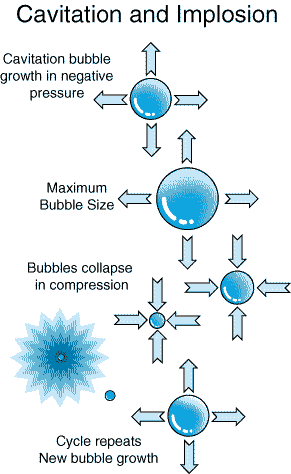 Cavitation and Implosion
Cavitation bubble
growth in negative
pressure
Maximum
Bubble Size
Bubbles collapse
in compression
Cycle repeats
New bubble growth